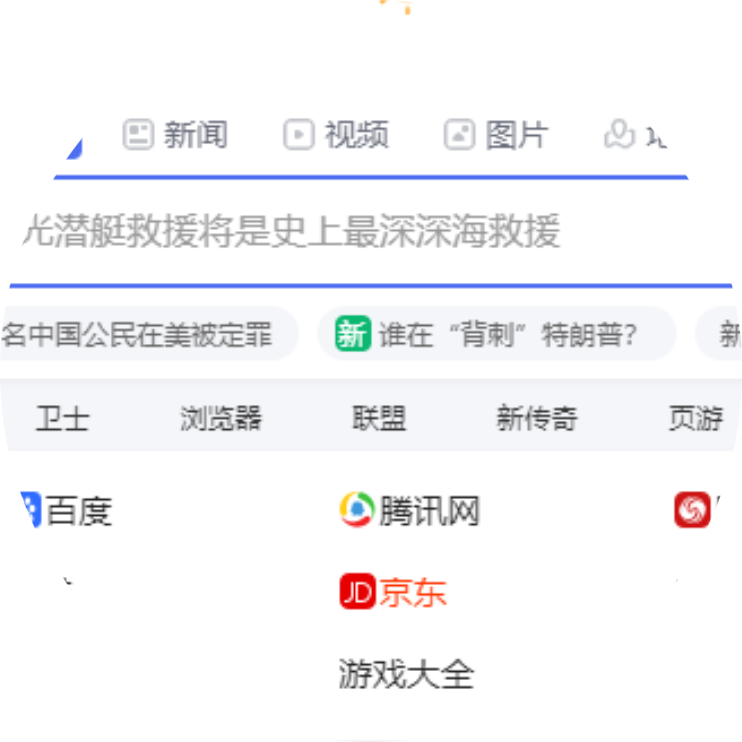 新闻 视频 图片
光潜艇救援将是史上最深深海救援
名中国公民在美被定罪 新 谁在“背刺”特朗普? 新
卫士 浏览器 联盟 新传奇 页游
百度 腾讯网
JD 京东
游戏大全